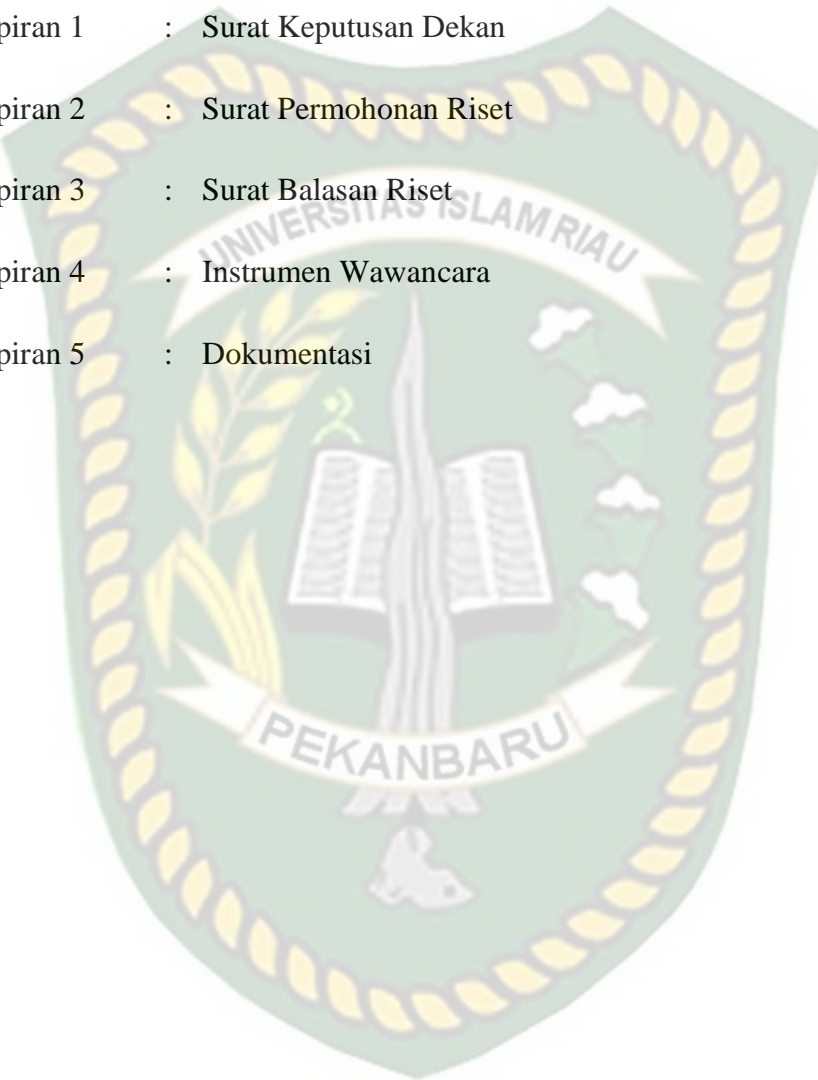 piran 1 : Surat Keputusan Dekan
piran 2 : Surat Permohonan Riset
piran 3 : Surat Balasan Riset
UNIVERSITAS ISLAM RIAU
piran 4 : Instrumen Wawancara
piran 5 : Dokumentasi
PEKANBARU